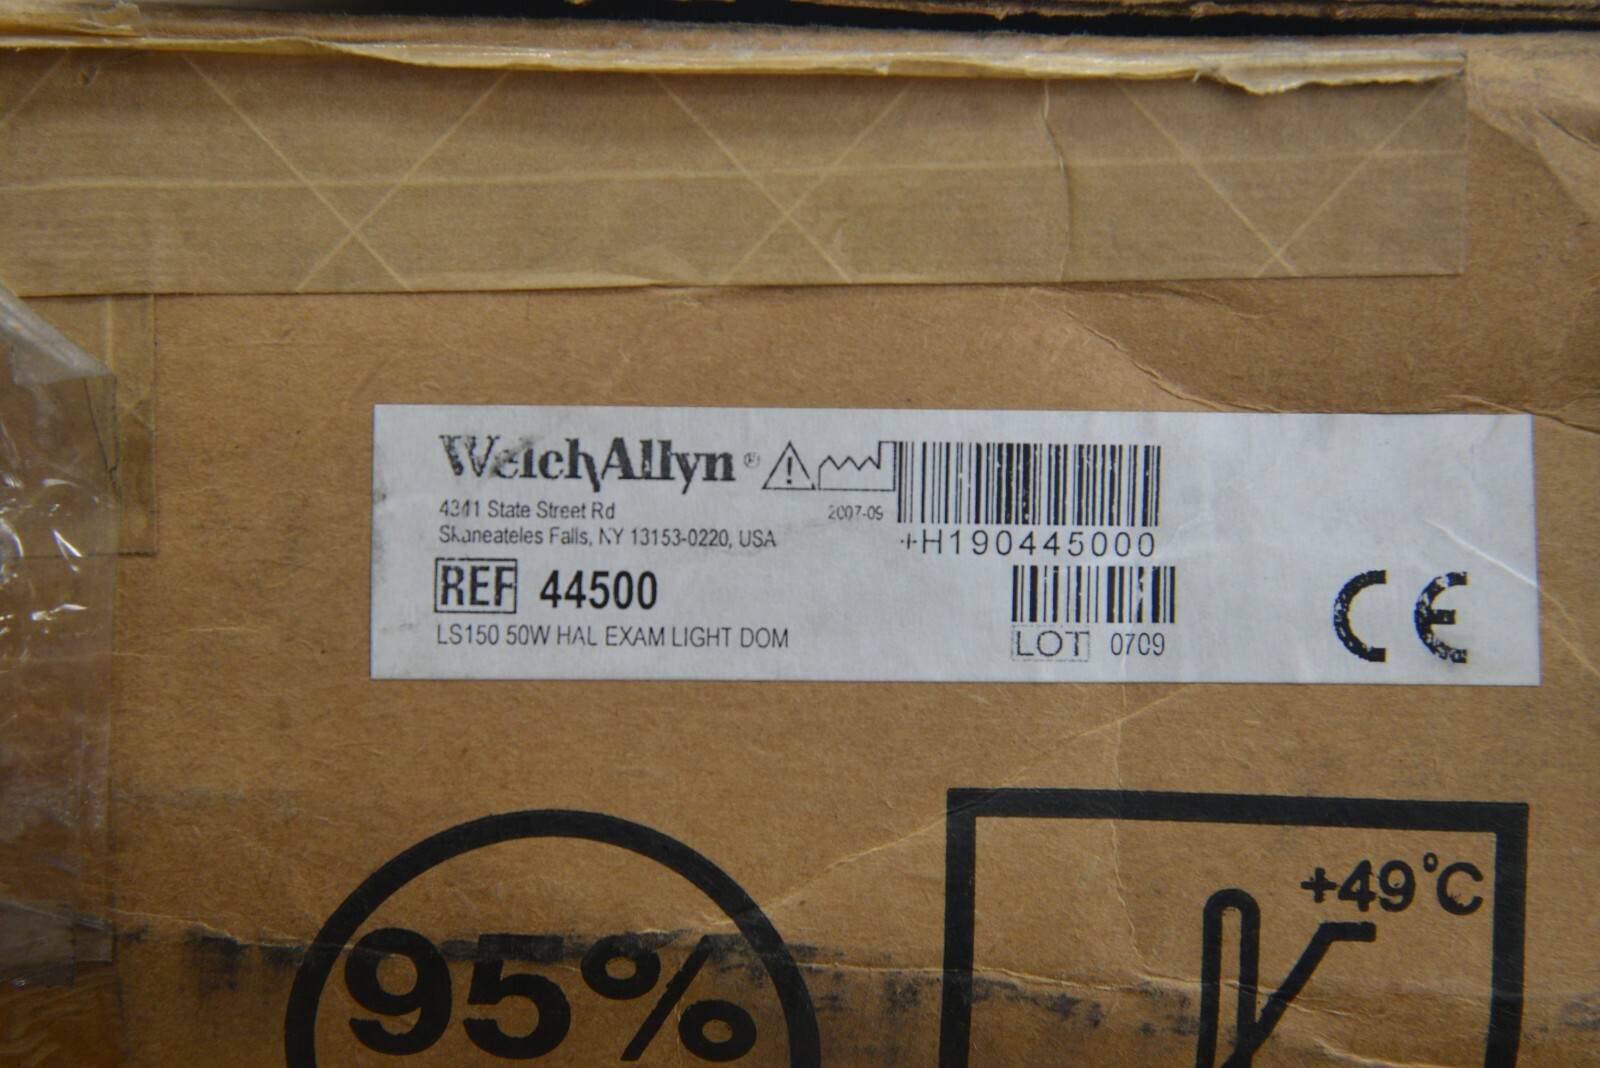 WelchAllyn®
4341 State Street Rd
Skaneateles Falls, NY 13153-0220, USA
2007-09
+H190445000
REF 44500
LS150 50W HAL EXAM LIGHT DOM
LOT 0709
CE
+49°C
95%